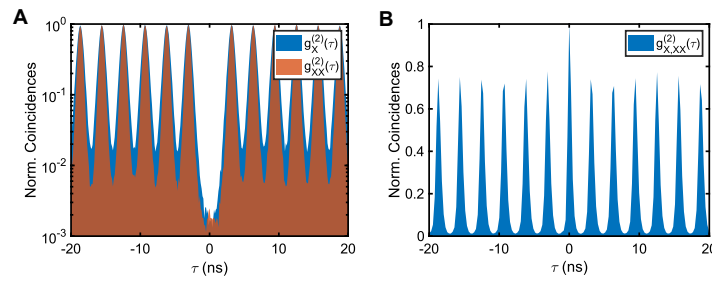 A
Norm. Coincidences
10^0
10^-1
10^-2
10^-3
-20 -10 0 10 20
τ (ns)
g_X^(2)(τ)
g_XX^(2)(τ)
B
Norm. Coincidences
1
0.8
0.6
0.4
0.2
0
-20 -10 0 10 20
τ (ns)
g_X,XX^(2)(τ)